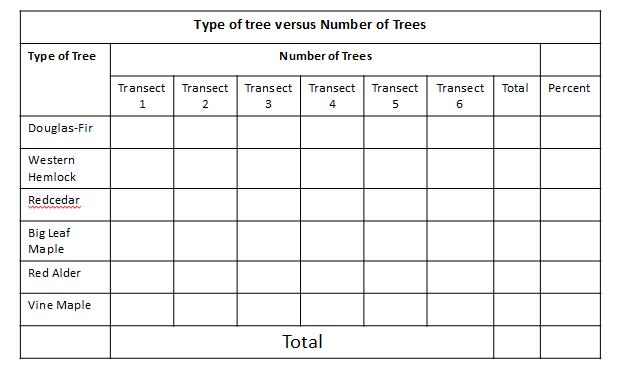 Type of tree versus Number of Trees
Type of Tree
Number of Trees
Transect 1
Transect 2
Transect 3
Transect 4
Transect 5
Transect 6
Total
Percent
Douglas-Fir
Western
Hemlock
Redcedar
Big Leaf
Maple
Red Alder
Vine Maple
Total